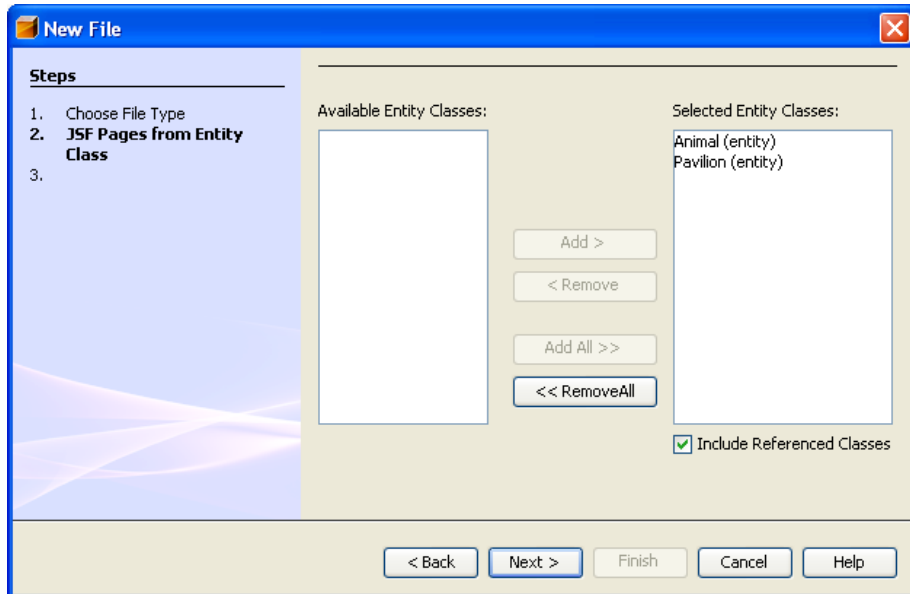 New File
Steps
1. Choose File Type
2. JSF Pages from Entity
Class
3.
Available Entity Classes:
Selected Entity Classes:
Animal (entity)
Pavilion (entity)
Add >
< Remove
Add All >>
<< RemoveAll
Include Referenced Classes
< Back
Next >
Finish
Cancel
Help